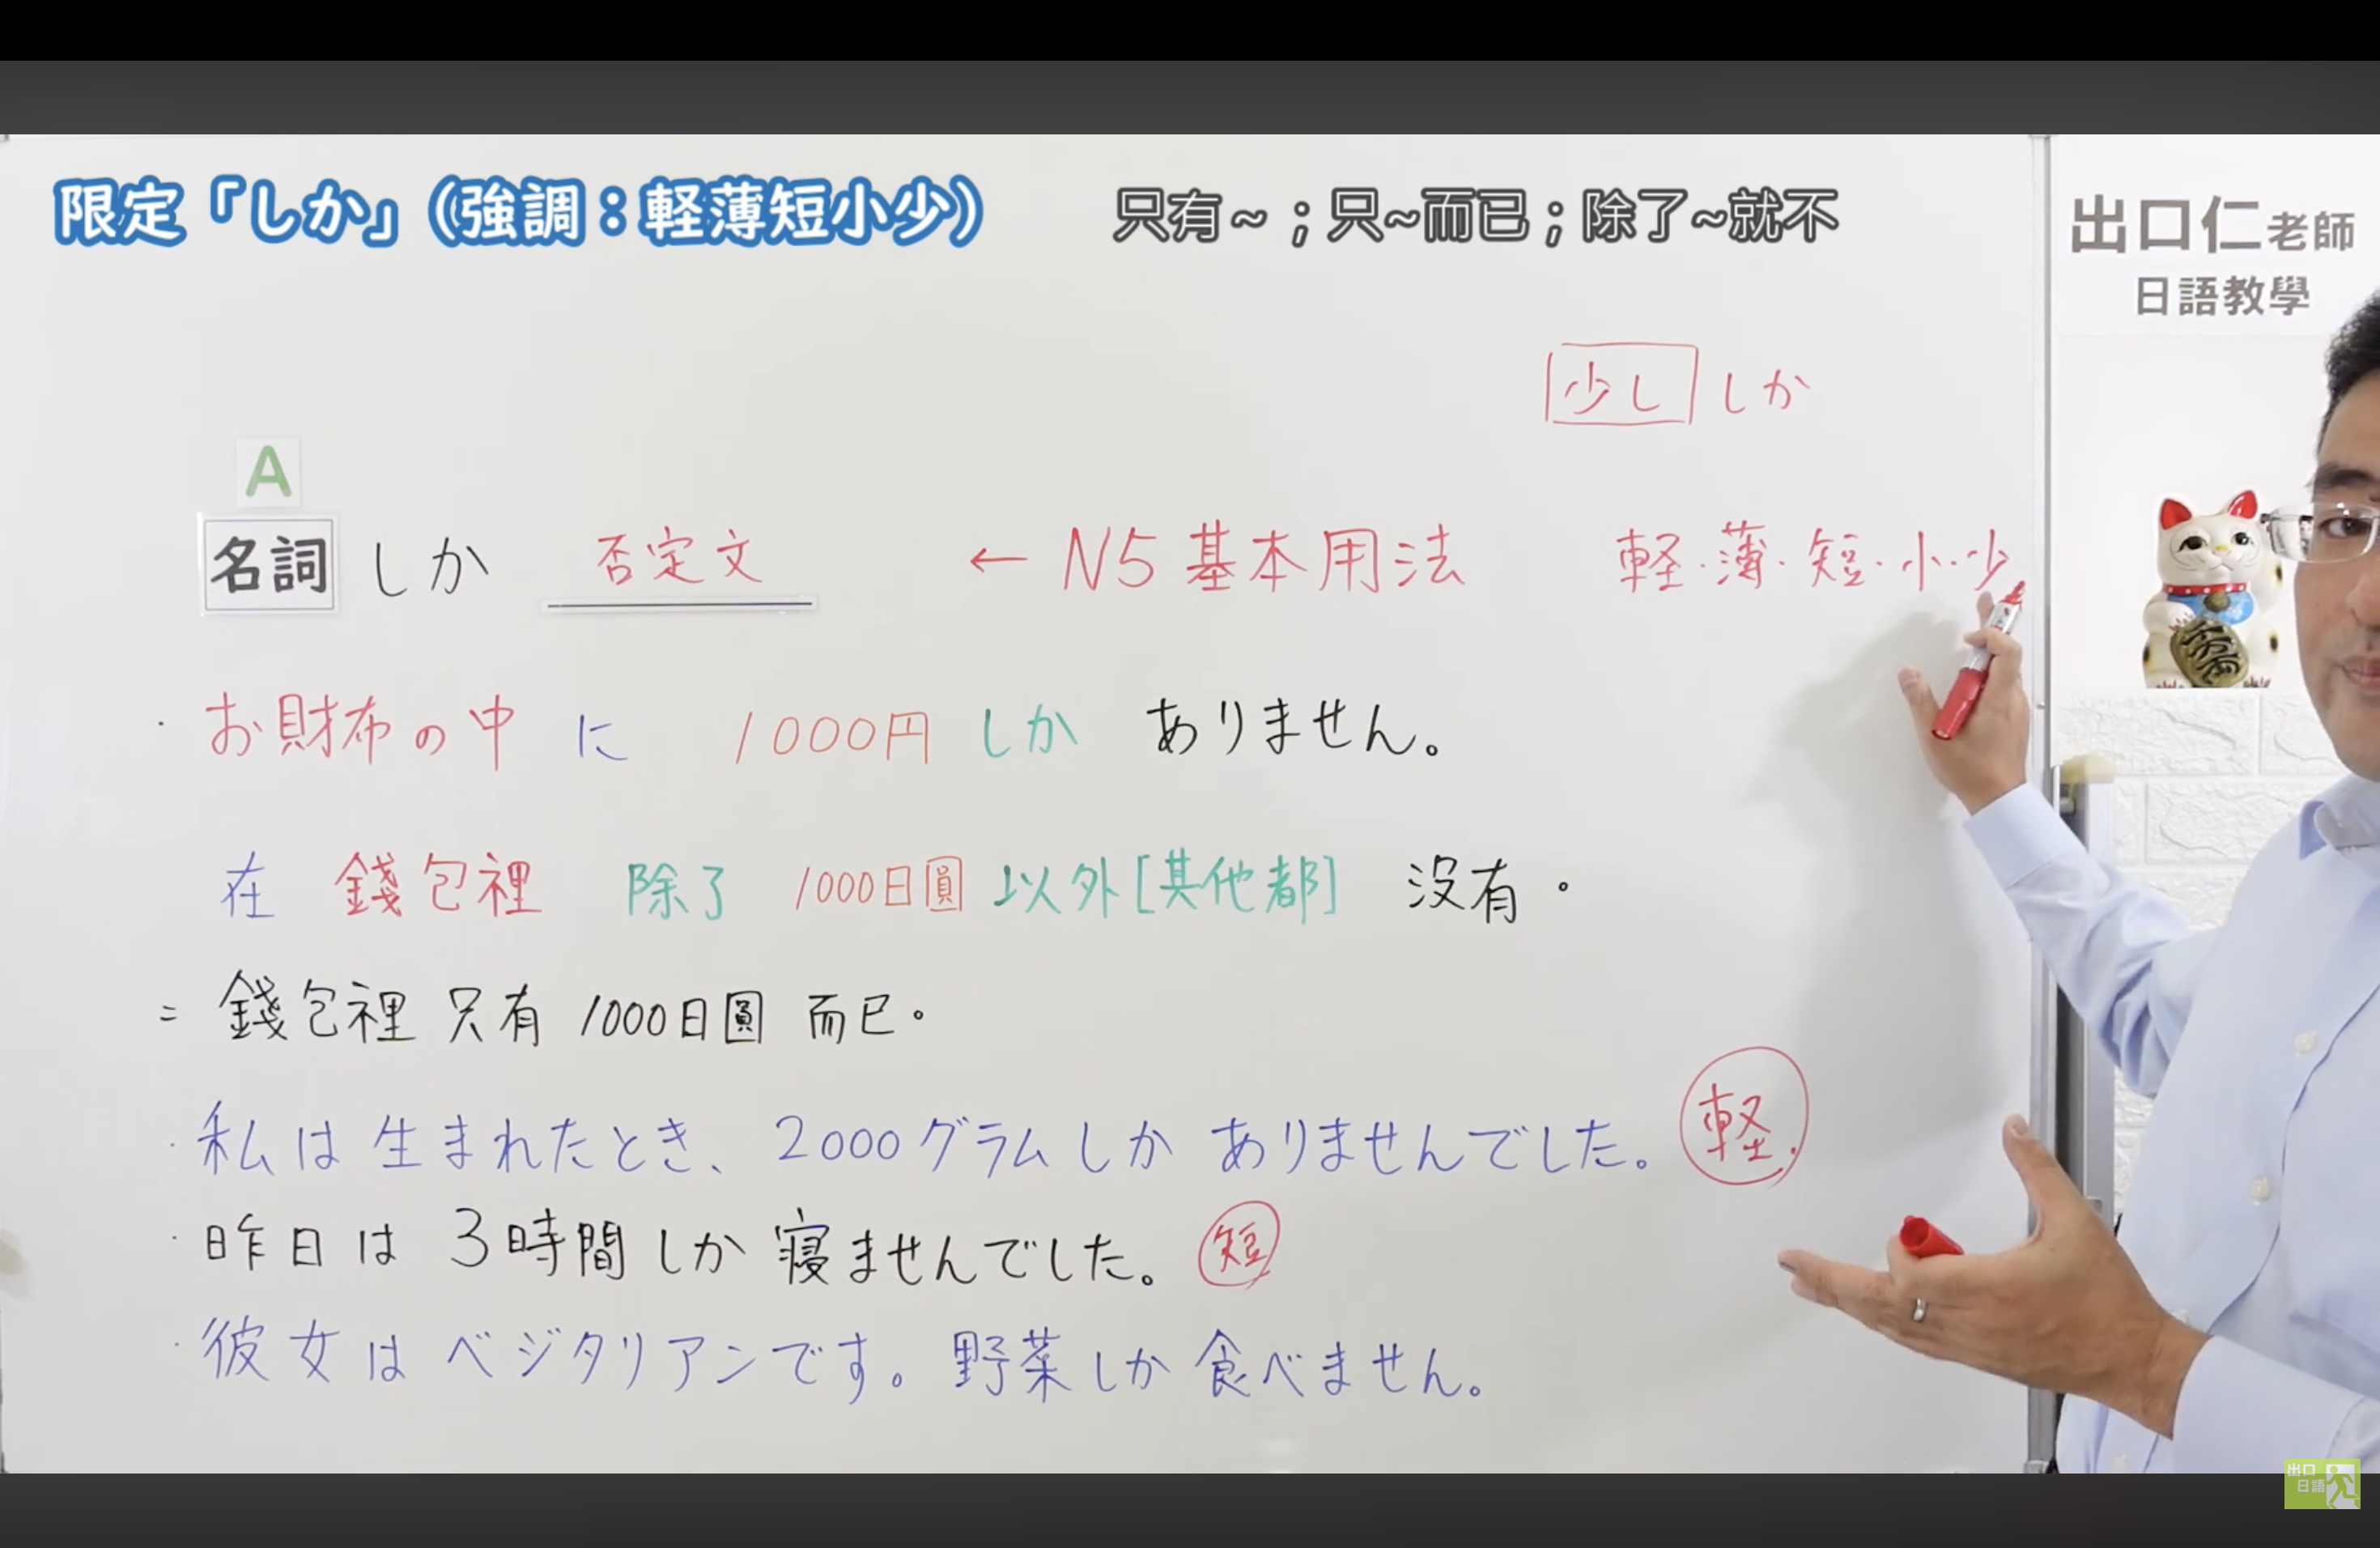 限定「しか」（強調：軽薄短小少）
只有～；只~而已；除了~就不
出口仁老師
日語教學
少し しか
A
名詞 しか 否定文 ← N5 基本用法 軽・薄・短・小・少
・お財布の中 に 1000円 しか ありません。
在 錢包裡 除了 1000日圓 以外[其他都] 沒有。
= 錢包裡 只有 1000日圓 而已。
・私は 生まれたとき、2000グラムしか ありませんでした。 軽
・昨日は 3時間しか 寝ませんでした。 短
・彼女は ベジタリアンです。野菜しか 食べません。
出口
日語